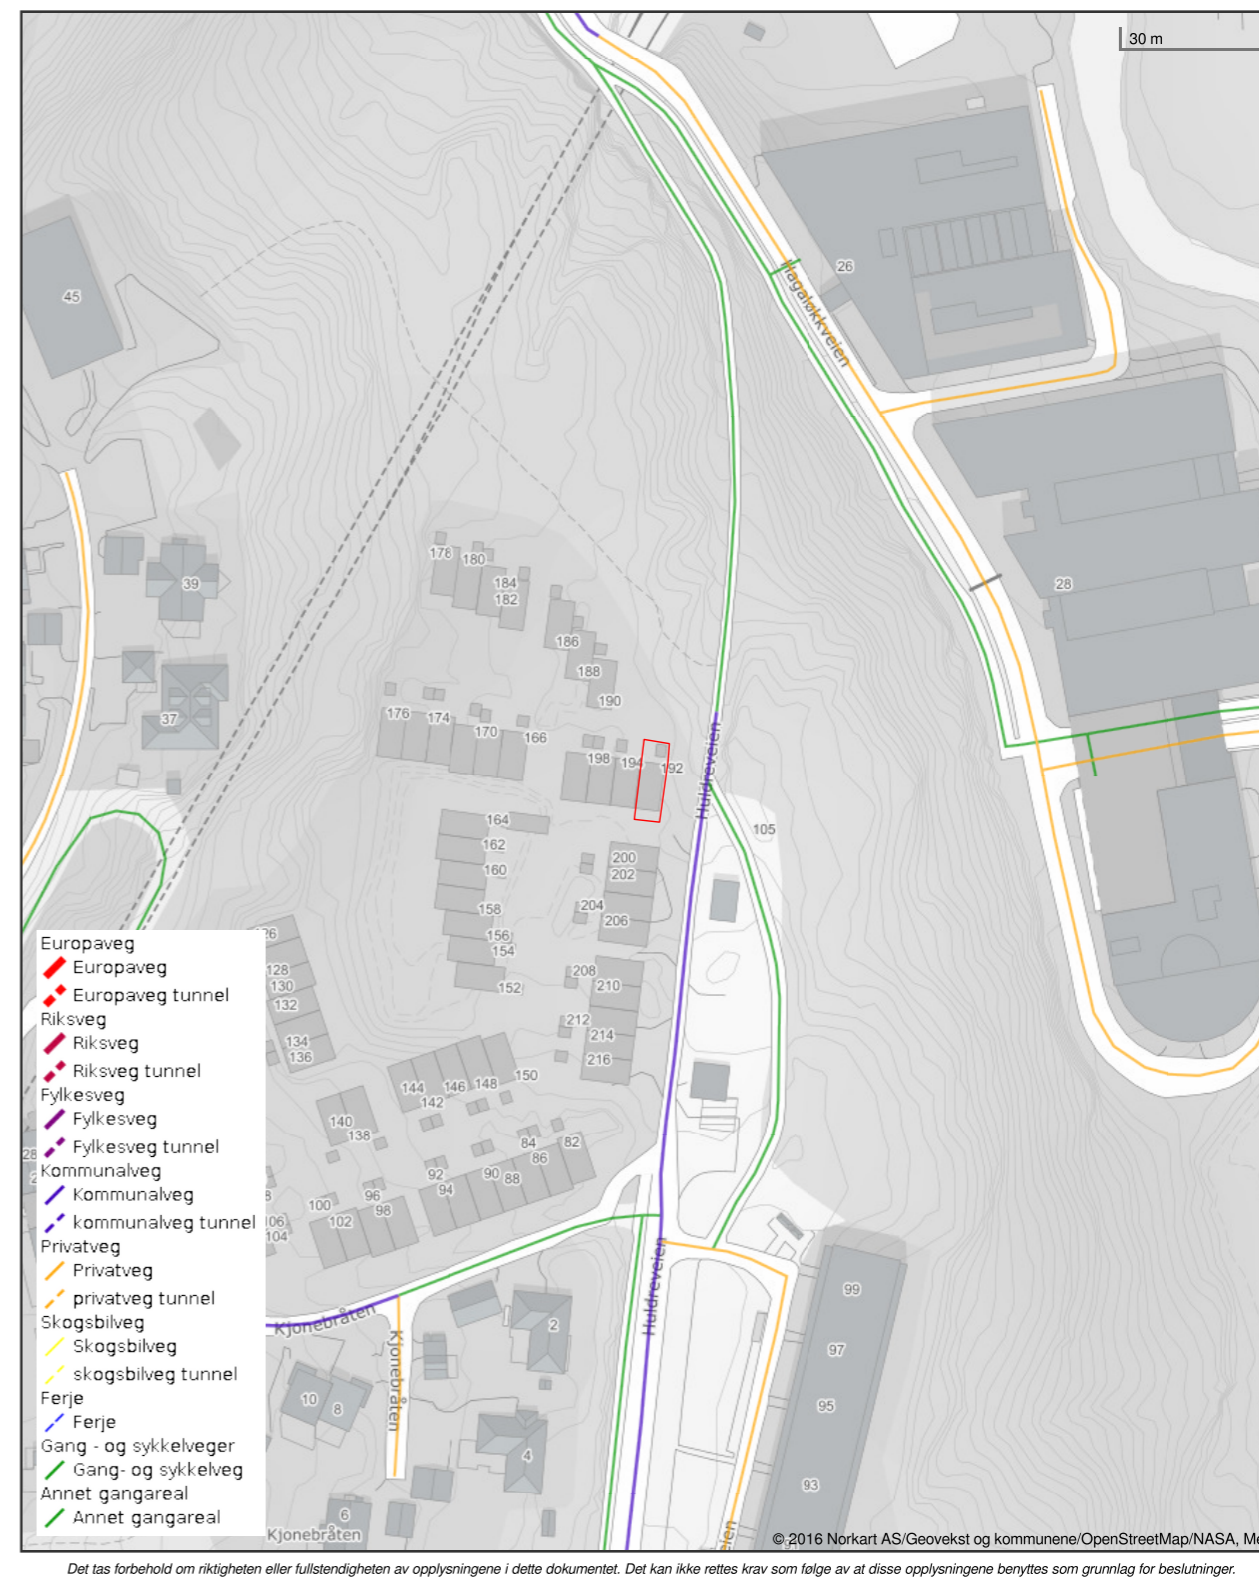 30 m
26
Hagaløkkveien
45
28
178
180
184
182
39
186
188
190
37
176
174
170
166
198
194
192
Huldreveien
105
164
162
160
158
156
154
152
200
202
204
206
208
210
212
214
216
126
128
130
132
134
136
144
142
146
148
150
140
138
84
82
86
92
90
88
94
96
98
100
102
106
104
Huldreveien
Kjonebråten
Kjonebråten
2
10
8
4
6
Kjonebråten
99
97
95
93
Europaveg
Europaveg
Europaveg tunnel
Riksveg
Riksveg
Riksveg tunnel
Fylkesveg
Fylkesveg
Fylkesveg tunnel
Kommunalveg
Kommunalveg
kommunalveg tunnel
Privatveg
Privatveg
privatveg tunnel
Skogsbilveg
Skogsbilveg
skogsbilveg tunnel
Ferje
Ferje
Gang - og sykkelveger
Gang- og sykkelveg
Annet gangareal
Annet gangareal
© 2016 Norkart AS/Geovekst og kommunene/OpenStreetMap/NASA, Me
Det tas forbehold om riktigheten eller fullstendigheten av opplysningene i dette dokumentet. Det kan ikke rettes krav som følge av at disse opplysningene benyttes som grunnlag for beslutninger.